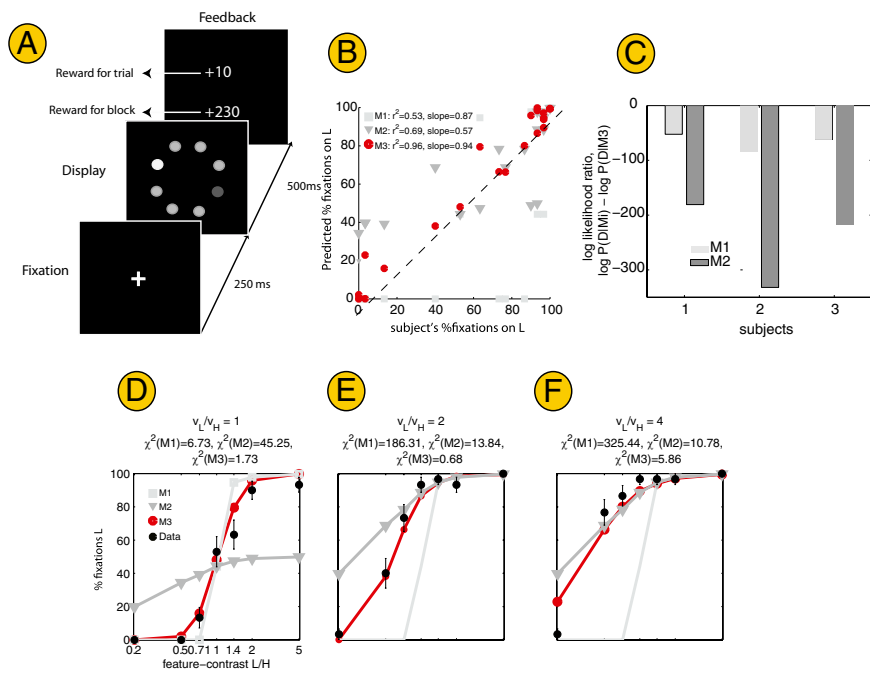 A
Feedback
Reward for trial
+10
Reward for block
+230
Display
500ms
Fixation
+
250 ms
B
Predicted % fixations on L
100
80
60
40
20
0
M1: r²=0.53, slope=0.87
M2: r²=0.69, slope=0.57
M3: r²=0.96, slope=0.94
0 20 40 60 80 100
subject's %fixations on L
C
log likelihood ratio,
log P(DIMi) − log P(DIM3)
0
−100
−200
−300
M1
M2
1 2 3
subjects
D
vL/vH = 1
χ²(M1)=6.73, χ²(M2)=45.25,
χ²(M3)=1.73
% fixations L
100
80
60
40
20
0
M1
M2
M3
Data
0.2 0.5 0.71 1 1.4 2 5
feature−contrast L/H
E
vL/vH = 2
χ²(M1)=186.31, χ²(M2)=13.84,
χ²(M3)=0.68
F
vL/vH = 4
χ²(M1)=325.44, χ²(M2)=10.78,
χ²(M3)=5.86